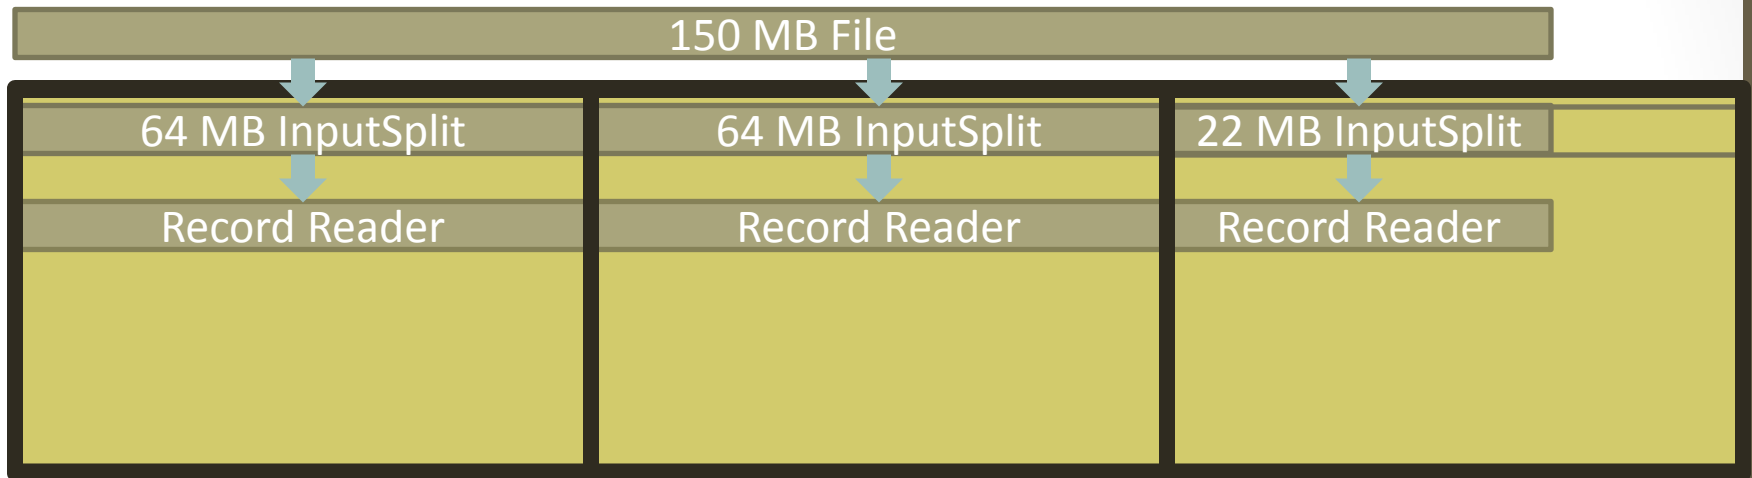 150 MB File
64 MB InputSplit
64 MB InputSplit
22 MB InputSplit
Record Reader
Record Reader
Record Reader